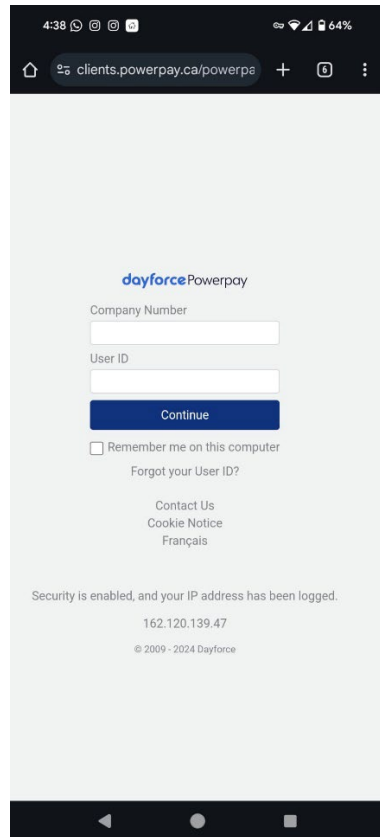 4:38
64%
clients.powerpay.ca/powerpa
6
dayforce Powerpay
Company Number
User ID
Continue
Remember me on this computer
Forgot your User ID?
Contact Us
Cookie Notice
Français
Security is enabled, and your IP address has been logged.
162.120.139.47
© 2009 - 2024 Dayforce